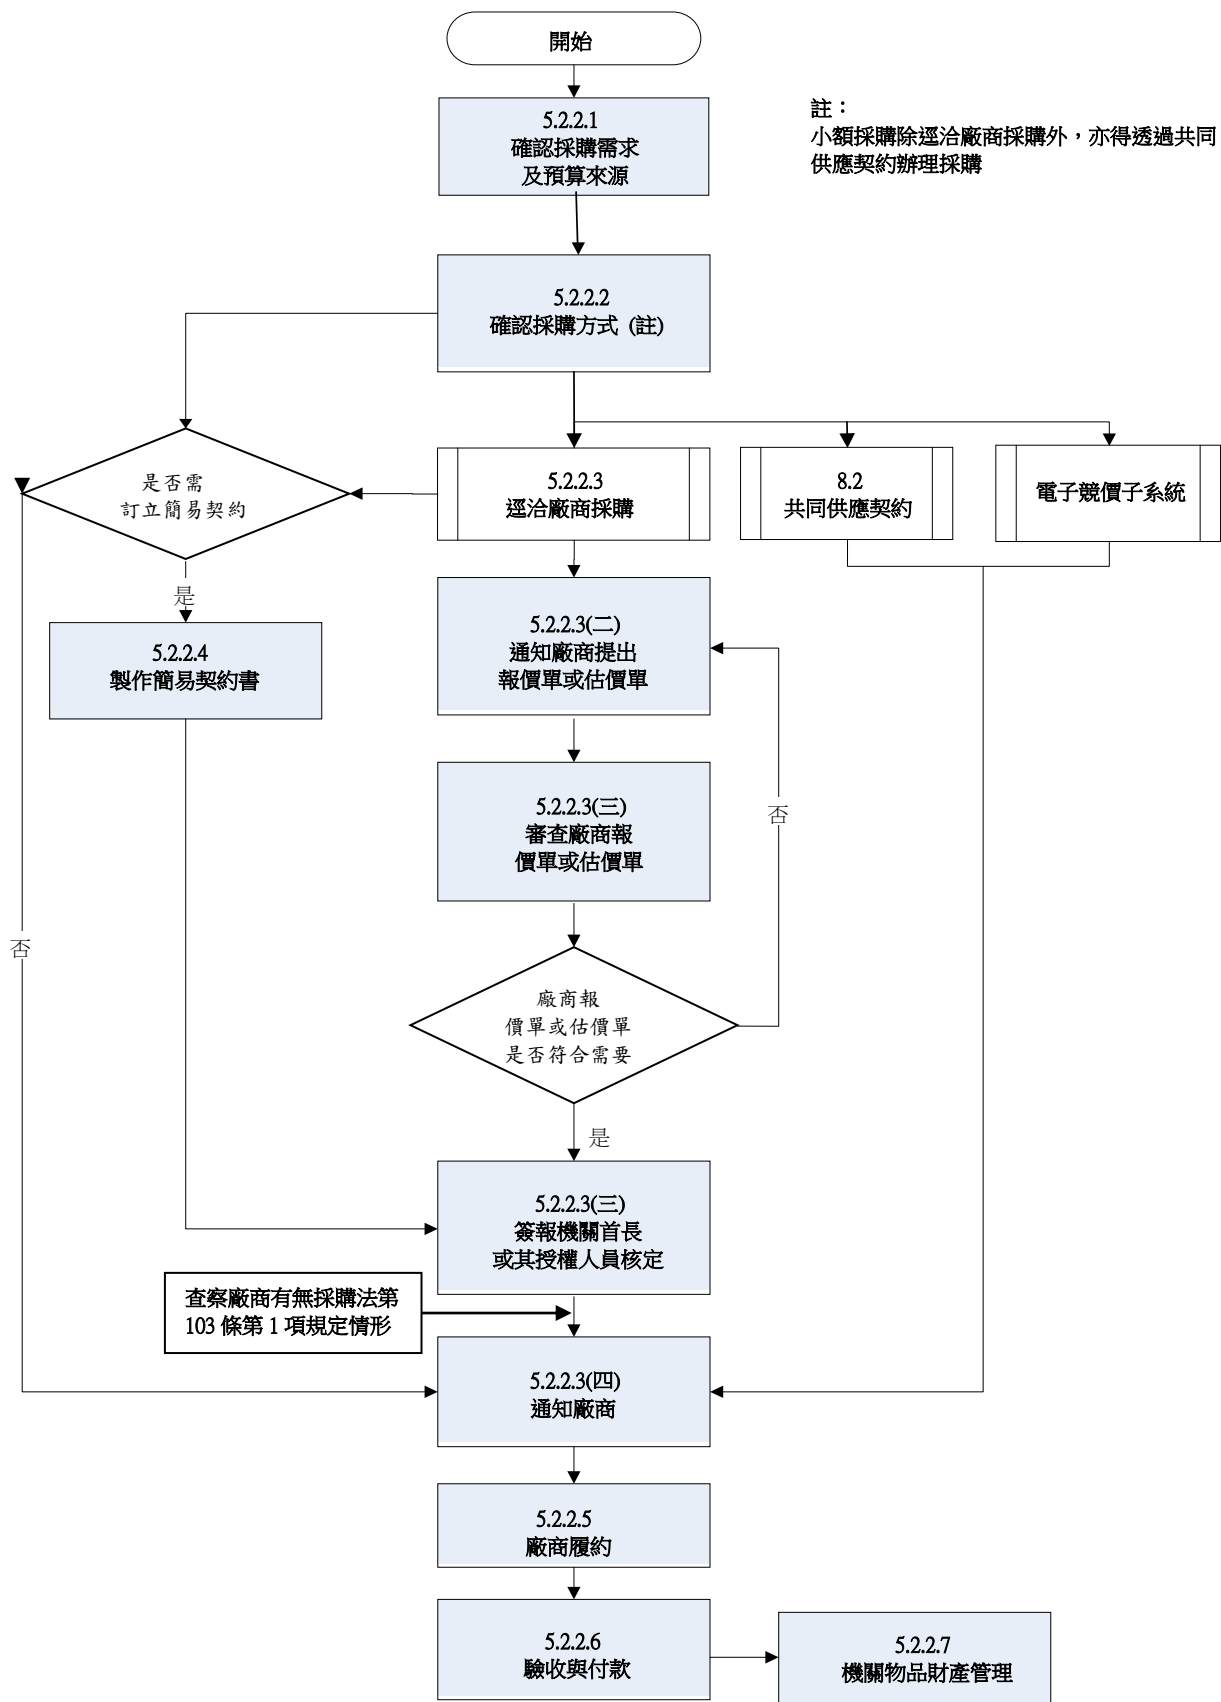 開始
5.2.2.1
確認採購需求
及預算來源
註：
小額採購除逕洽廠商採購外，亦得透過共同
供應契約辦理採購
5.2.2.2
確認採購方式 (註)
是否需
訂立簡易契約
5.2.2.3
逕洽廠商採購
8.2
共同供應契約
電子競價子系統
是
5.2.2.4
製作簡易契約書
5.2.2.3(二)
通知廠商提出
報價單或估價單
5.2.2.3(三)
審查廠商報
價單或估價單
否
否
廠商報
價單或估價單
是否符合需要
是
5.2.2.3(三)
簽報機關首長
或其授權人員核定
查察廠商有無採購法第
103 條第 1 項規定情形
5.2.2.3(四)
通知廠商
5.2.2.5
廠商履約
5.2.2.6
驗收與付款
5.2.2.7
機關物品財產管理